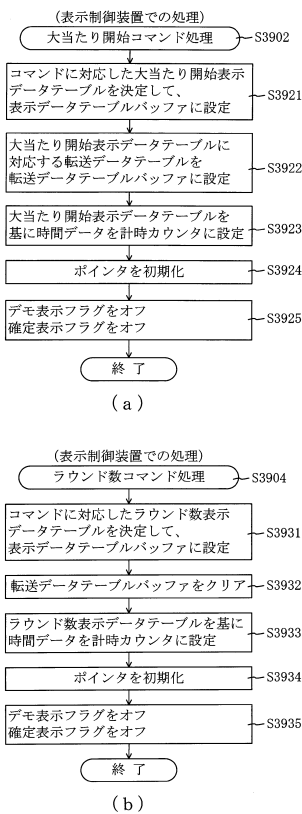 (表示制御装置での処理)
大当たり開始コマンド処理
S3902
コマンドに対応した大当たり開始表示
データテーブルを決定して、
表示データテーブルバッファに設定
S3921
大当たり開始表示データテーブルに
対応する転送データテーブルを
転送データテーブルバッファに設定
S3922
大当たり開始表示データテーブルを
基に時間データを計時カウンタに設定
S3923
ポインタを初期化
S3924
デモ表示フラグをオフ
確定表示フラグをオフ
S3925
終了
(a)
(表示制御装置での処理)
ラウンド数コマンド処理
S3904
コマンドに対応したラウンド数表示
データテーブルを決定して、
表示データテーブルバッファに設定
S3931
転送データテーブルバッファをクリア
S3932
ラウンド数表示データテーブルを基に
時間データを計時カウンタに設定
S3933
ポインタを初期化
S3934
デモ表示フラグをオフ
確定表示フラグをオフ
S3935
終了
(b)